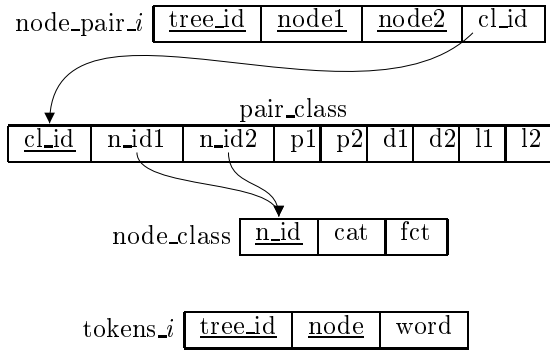 node_pair_i tree_id node1 node2 cl_id
pair_class
cl_id n_id1 n_id2 p1 p2 d1 d2 l1 l2
node_class n_id cat fct
tokens_i tree_id node word